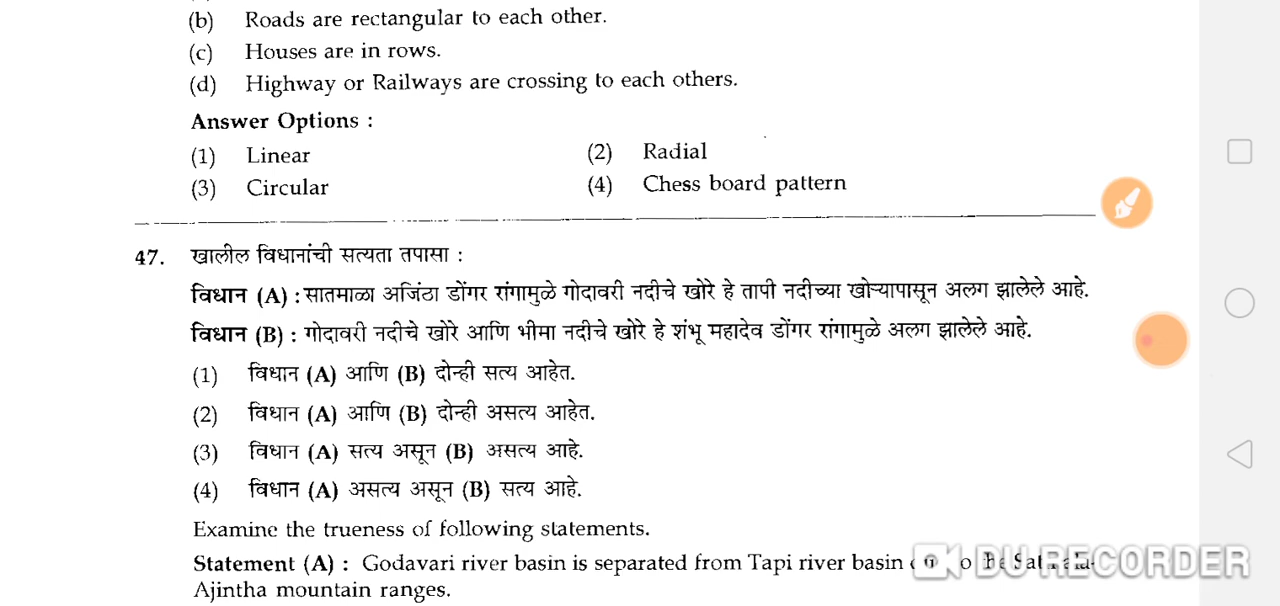 (b) Roads are rectangular to each other.
(c) Houses are in rows.
(d) Highway or Railways are crossing to each others.
Answer Options :
(1) Linear (2) Radial
(3) Circular (4) Chess board pattern
47. खालील विधानांची सत्यता तपासा :
विधान (A) : सातमाळा अजिंठा डोंगर रांगामुळे गोदावरी नदीचे खोरे हे तापी नदीच्या खोऱ्यापासून अलग झालेले आहे.
विधान (B) : गोदावरी नदीचे खोरे आणि भीमा नदीचे खोरे हे शंभू महादेव डोंगर रांगामुळे अलग झालेले आहे.
(1) विधान (A) आणि (B) दोन्ही सत्य आहेत.
(2) विधान (A) आणि (B) दोन्ही असत्य आहेत.
(3) विधान (A) सत्य असून (B) असत्य आहे.
(4) विधान (A) असत्य असून (B) सत्य आहे.
Examine the trueness of following statements.
Statement (A) : Godavari river basin is separated from Tapi river basin
Ajintha mountain ranges.
DU RECORDER